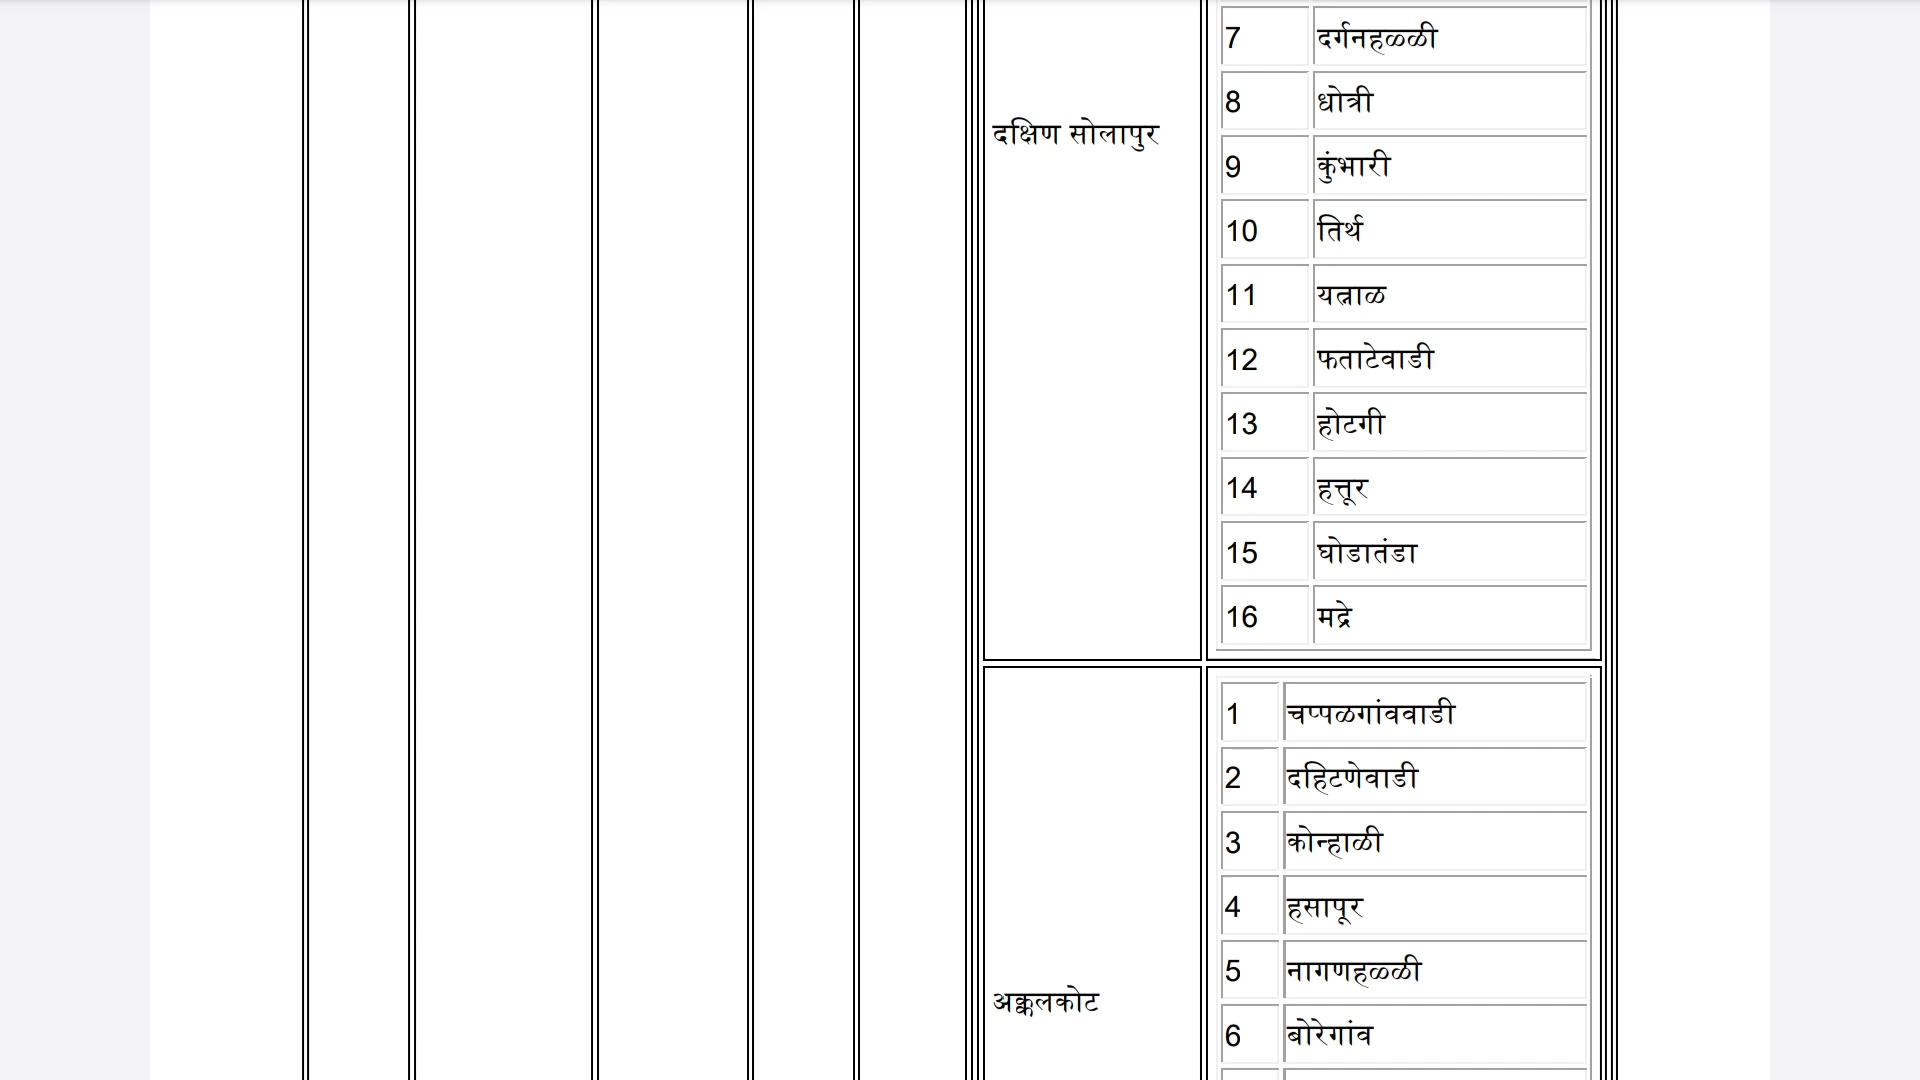 दक्षिण सोलापुर
7 दर्गनहळ्ळी
8 धोत्री
9 कुंभारी
10 तिर्थ
11 यत्नाळ
12 फताटेवाडी
13 होटगी
14 हत्तूर
15 घोडातंडा
16 मद्रे
अक्कलकोट
1 चप्पळगांववाडी
2 दहिटणेवाडी
3 कोन्हाळी
4 हसापूर
5 नागणहळ्ळी
6 बोरेगांव